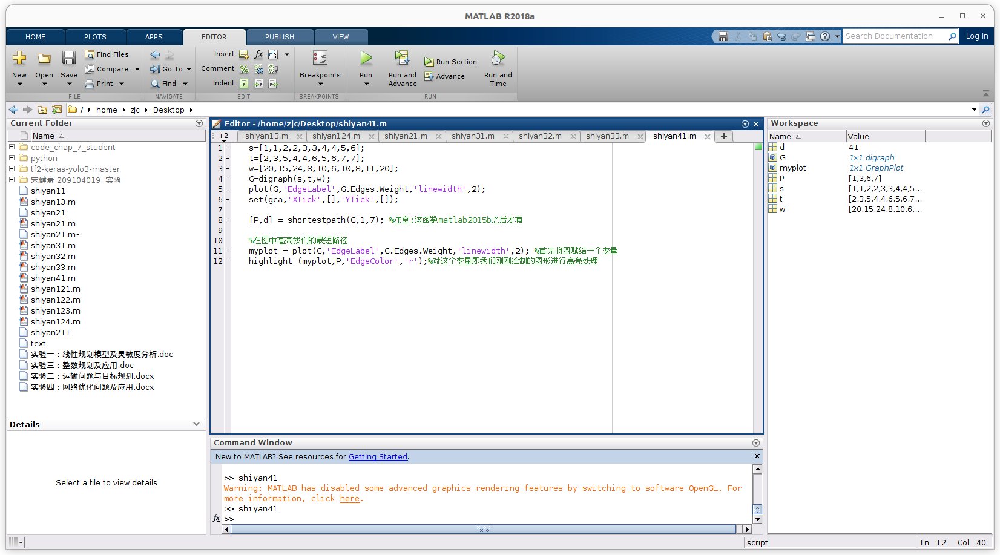 MATLAB R2018a
HOME PLOTS APPS EDITOR PUBLISH VIEW
Search Documentation
Log In
New
Open
Save
Find Files
Compare
Print
FILE
Go To
Find
NAVIGATE
Insert
Comment
Indent
EDIT
Breakpoints
BREAKPOINTS
Run
Run and Advance
Run Section
Advance
Run and Time
RUN
/ home zjc Desktop
Current Folder
Name
code_chap_7_student
python
tf2-keras-yolo3-master
宋健豪 209104019 实验
shiyan11
shiyan13.m
shiyan21
shiyan21.m
shiyan21.m~
shiyan31.m
shiyan32.m
shiyan33.m
shiyan41.m
shiyan121.m
shiyan122.m
shiyan123.m
shiyan124.m
shiyan211
text
实验一：线性规划模型及灵敏度分析.doc
实验三：整数规划及应用.doc
实验二：运输问题与目标规划.docx
实验四：网络优化问题及应用.docx
Details
Select a file to view details
Editor - /home/zjc/Desktop/shiyan41.m
+2 shiyan13.m shiyan124.m shiyan21.m shiyan31.m shiyan32.m shiyan33.m shiyan41.m +
1 - s=[1,1,2,2,3,3,4,4,5,6];
2 - t=[2,3,5,4,4,6,5,6,7,7];
3 - w=[20,15,24,8,10,6,10,8,11,20];
4 - G=digraph(s,t,w);
5 - plot(G,'EdgeLabel',G.Edges.Weight,'linewidth',2);
6 - set(gca,'XTick',[],'YTick',[]);
7
8 - [P,d] = shortestpath(G,1,7); %注意:该函数matlab2015b之后才有
9
10 %在图中高亮我们的最短路径
11 - myplot = plot(G,'EdgeLabel',G.Edges.Weight,'linewidth',2); %首先将图赋给一个变量
12 - highlight (myplot,P,'EdgeColor','r');%对这个变量即我们刚刚绘制的图形进行高亮处理
Command Window
New to MATLAB? See resources for Getting Started.
>> shiyan41
Warning: MATLAB has disabled some advanced graphics rendering features by switching to software OpenGL. For
more information, click here.
>> shiyan41
fx >>
Workspace
Name Value
d 41
G 1x1 digraph
myplot 1x1 GraphPlot
P [1,3,6,7]
s [1,1,2,2,3,3,4,4,5...
t [2,3,5,4,4,6,5,6,7...
w [20,15,24,8,10,6,...
script
Ln 12 Col 40